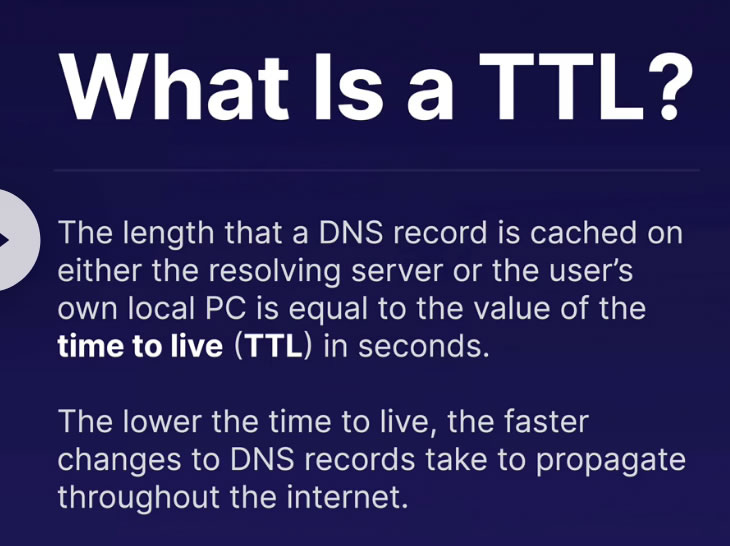 What Is a TTL?
The length that a DNS record is cached on
either the resolving server or the user’s
own local PC is equal to the value of the
time to live (TTL) in seconds.
The lower the time to live, the faster
changes to DNS records take to propagate
throughout the internet.